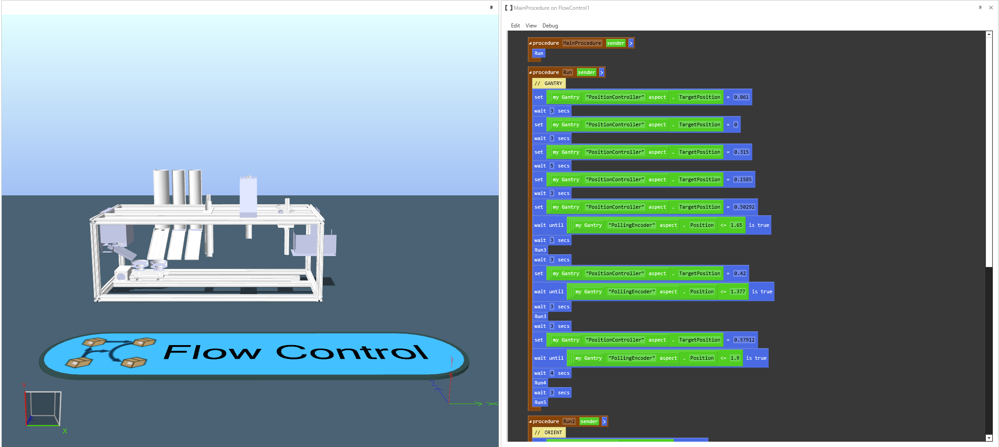 MainProcedure on FlowControl1
Edit View Debug
procedure MainProcedure sender >
Run
procedure Run sender >
// GANTRY
set my Gantry "PositionController" aspect . TargetPosition = 0.061
wait 3 secs
set my Gantry "PositionController" aspect . TargetPosition = 0
wait 3 secs
set my Gantry "PositionController" aspect . TargetPosition = 0.315
wait 5 secs
set my Gantry "PositionController" aspect . TargetPosition = 0.1585
wait 3 secs
set my Gantry "PositionController" aspect . TargetPosition = 0.50292
wait until my Gantry "PollingEncoder" aspect . Position <= 1.65 is true
wait 3 secs
Run3
wait 3 secs
set my Gantry "PositionController" aspect . TargetPosition = 0.42
wait until my Gantry "PollingEncoder" aspect . Position <= 1.377 is true
wait 3 secs
Run3
wait 3 secs
set my Gantry "PositionController" aspect . TargetPosition = 0.57912
wait until my Gantry "PollingEncoder" aspect . Position <= 1.9 is true
wait 4 secs
Run4
wait 3 secs
Run5
procedure Run2 sender >
// ORIENT
Flow Control
Y
Z
X
Y
Z
X